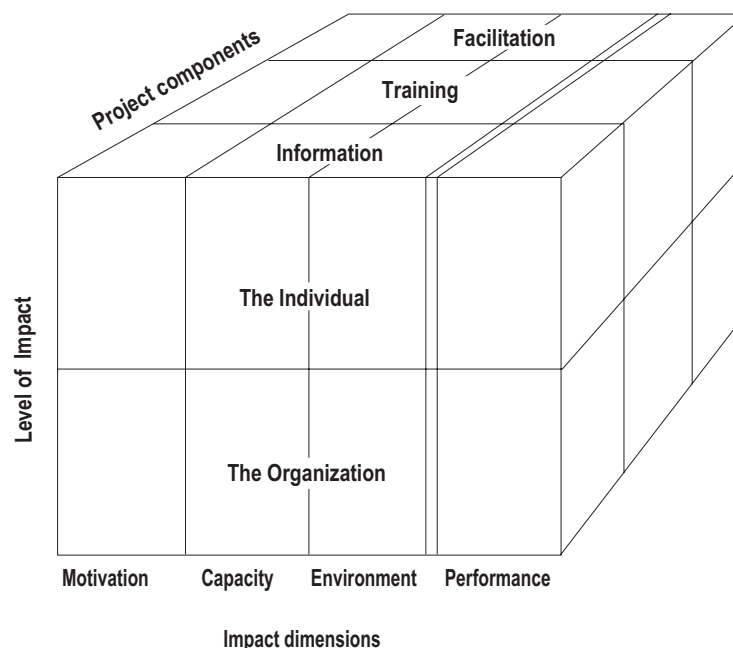 Project components
Facilitation
Training
Information
Level of Impact
The Individual
The Organization
Motivation Capacity Environment Performance
Impact dimensions